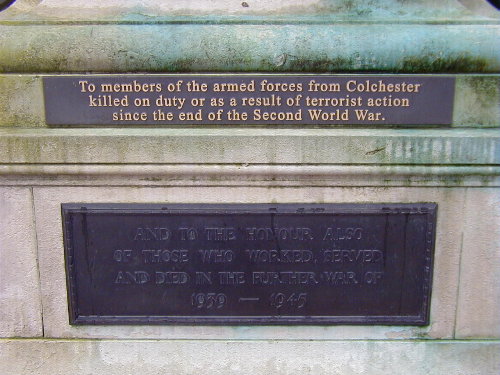 To members of the armed forces from Colchester
killed on duty or as a result of terrorist action
since the end of the Second World War.
AND TO THE HONOUR ALSO
OF THOSE WHO WORKED, SERVED
AND DIED IN THE FURTHER WAR OF
1939 — 1945